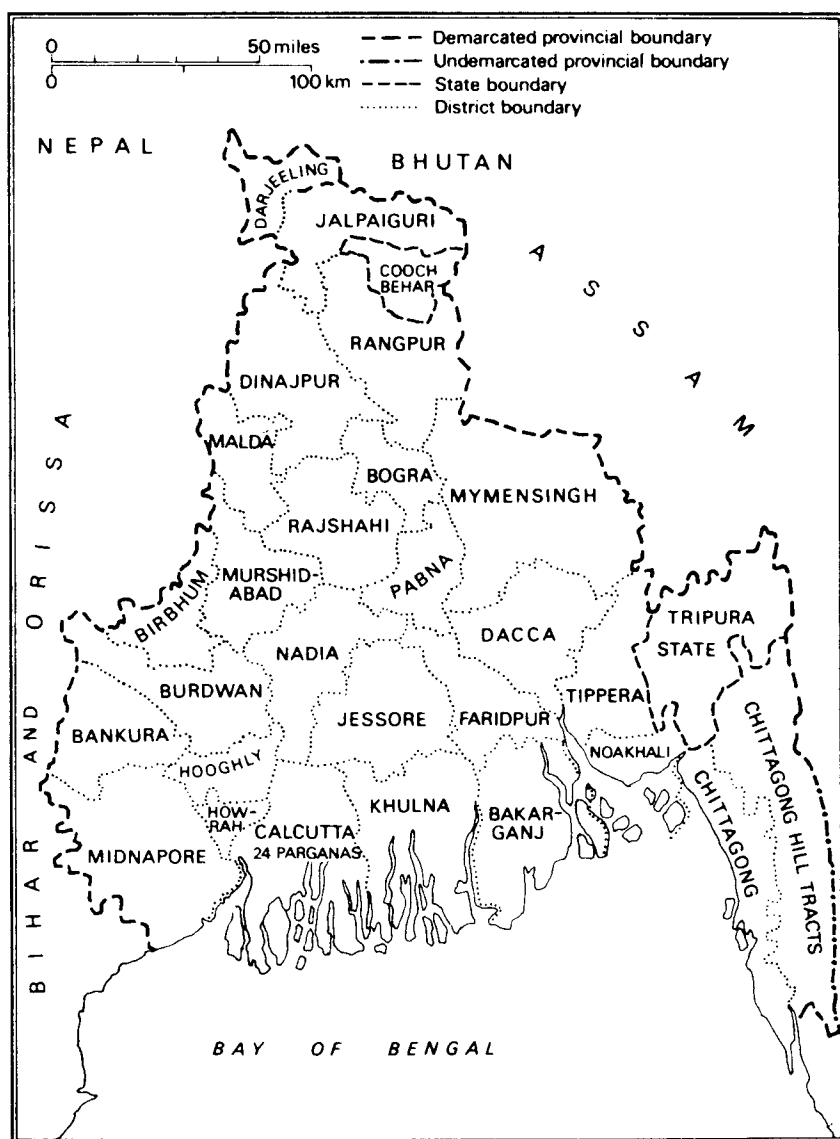 0 50 miles
0 100 km
Demarcated provincial boundary
Undemarcated provincial boundary
State boundary
District boundary
NEPAL
BHUTAN
DARJEELING
JALPAIGURI
ASSAM
COOCH
BEHAR
RANGPUR
DINAJPUR
MALDA
BOGRA
MYMENSINGH
RAJSHAHI
BIHAR AND ORISSA
BIRBHUM
MURSHID-
ABAD
PABNA
TRIPURA
STATE
DACCA
NADIA
BURDWAN
TIPPERA
BANKURA
JESSORE
FARIDPUR
NOAKHALI
HOOGHLY
CHITTAGONG HILL TRACTS
CHITTAGONG
HOW-
RAH
KHULNA
BAKAR-
GANJ
MIDNAPORE
CALCUTTA
24 PARGANAS
BAY OF BENGAL